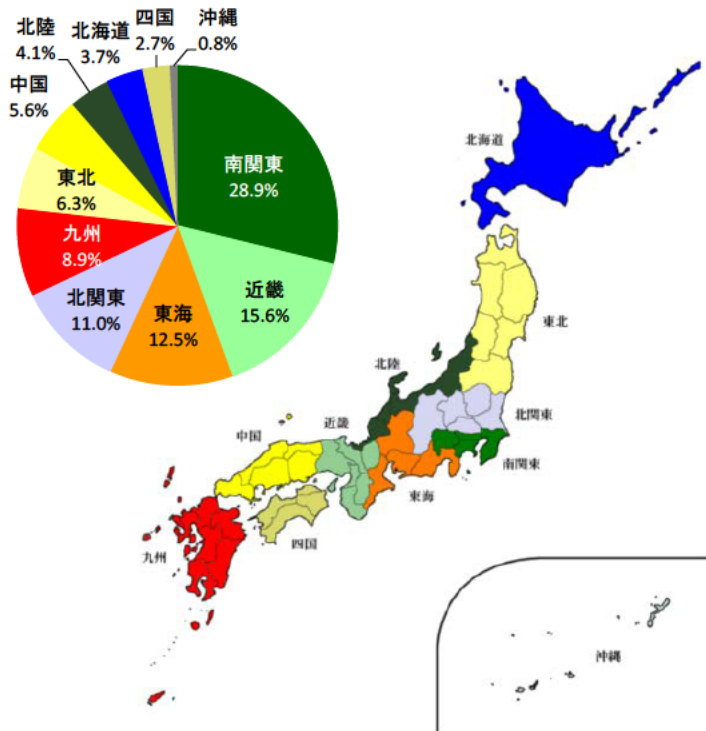 北陸
4.1%
北海道
3.7%
四国
2.7%
沖縄
0.8%
中国
5.6%
南関東
28.9%
東北
6.3%
九州
8.9%
北関東
11.0%
東海
12.5%
近畿
15.6%
北海道
東北
北陸
北関東
近畿
中国
南関東
東海
四国
九州
沖縄